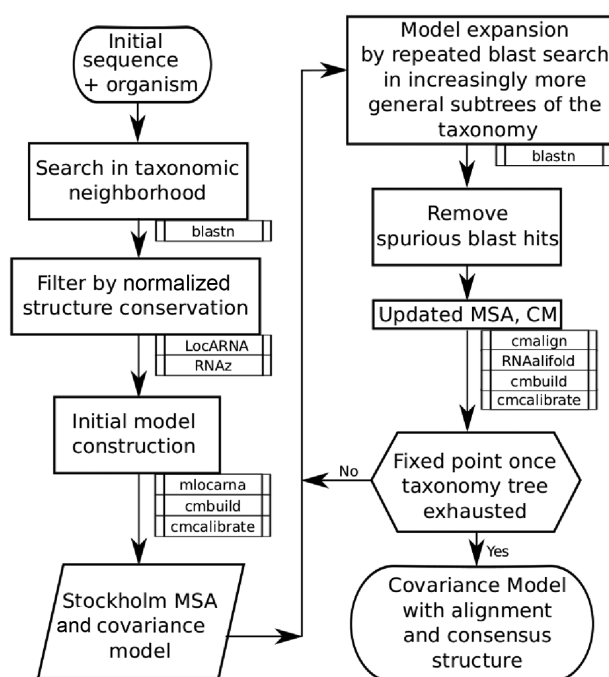 Initial
sequence
+ organism
Search in taxonomic
neighborhood
blastn
Filter by normalized
structure conservation
LocARNA
RNAz
Initial model
construction
mlocarna
cmbuild
cmcalibrate
Stockholm MSA
and covariance
model
Model expansion
by repeated blast search
in increasingly more
general subtrees of the
taxonomy
blastn
Remove
spurious blast hits
Updated MSA, CM
cmalign
RNAalifold
cmbuild
cmcalibrate
No
Fixed point once
taxonomy tree
exhausted
Yes
Covariance Model
with alignment
and consensus
structure